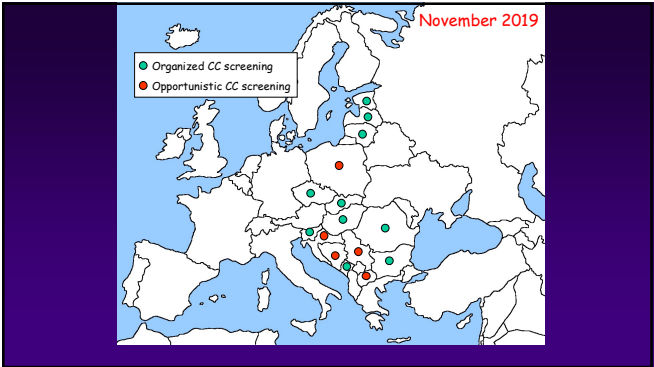 November 2019
Organized CC screening
Opportunistic CC screening